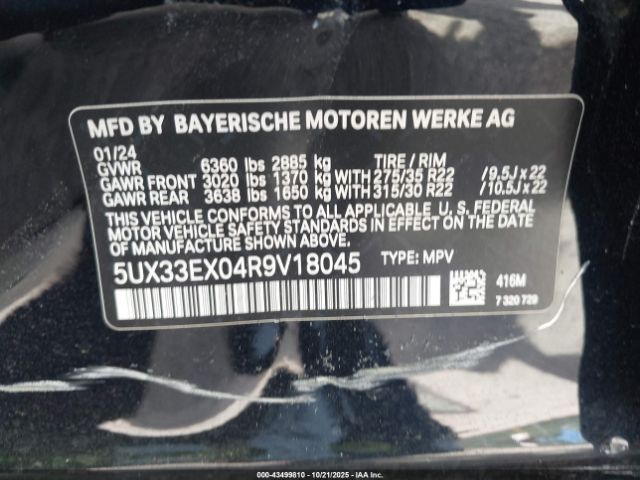 MFD BY BAYERISCHE MOTOREN WERKE AG
01/24
GVWR 6360 lbs 2885 kg TIRE / RIM
GAWR FRONT 3020 lbs 1370 kg WITH 275/35 R22 / 9.5J x 22
GAWR REAR 3638 lbs 1650 kg WITH 315/30 R22 / 10.5J x 22
THIS VEHICLE CONFORMS TO ALL APPLICABLE U. S. FEDERAL
MOTOR VEHICLE SAFETY STANDARDS IN EFFECT ON THE DATE
OF MANUFACTURE SHOWN ABOVE.
5UX33EX04R9V18045 TYPE: MPV
416M
7 320 729
000-43499810 - 10/21/2025 - IAA Inc.